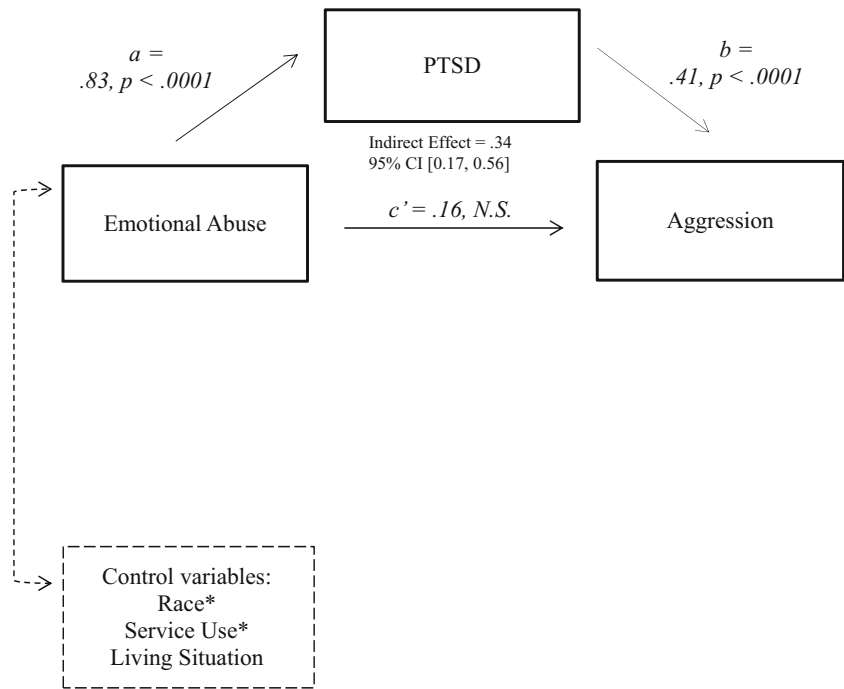 a =
.83, p < .0001
PTSD
b =
.41, p < .0001
Indirect Effect = .34
95% CI [0.17, 0.56]
Emotional Abuse
c’ = .16, N.S.
Aggression
Control variables:
Race*
Service Use*
Living Situation